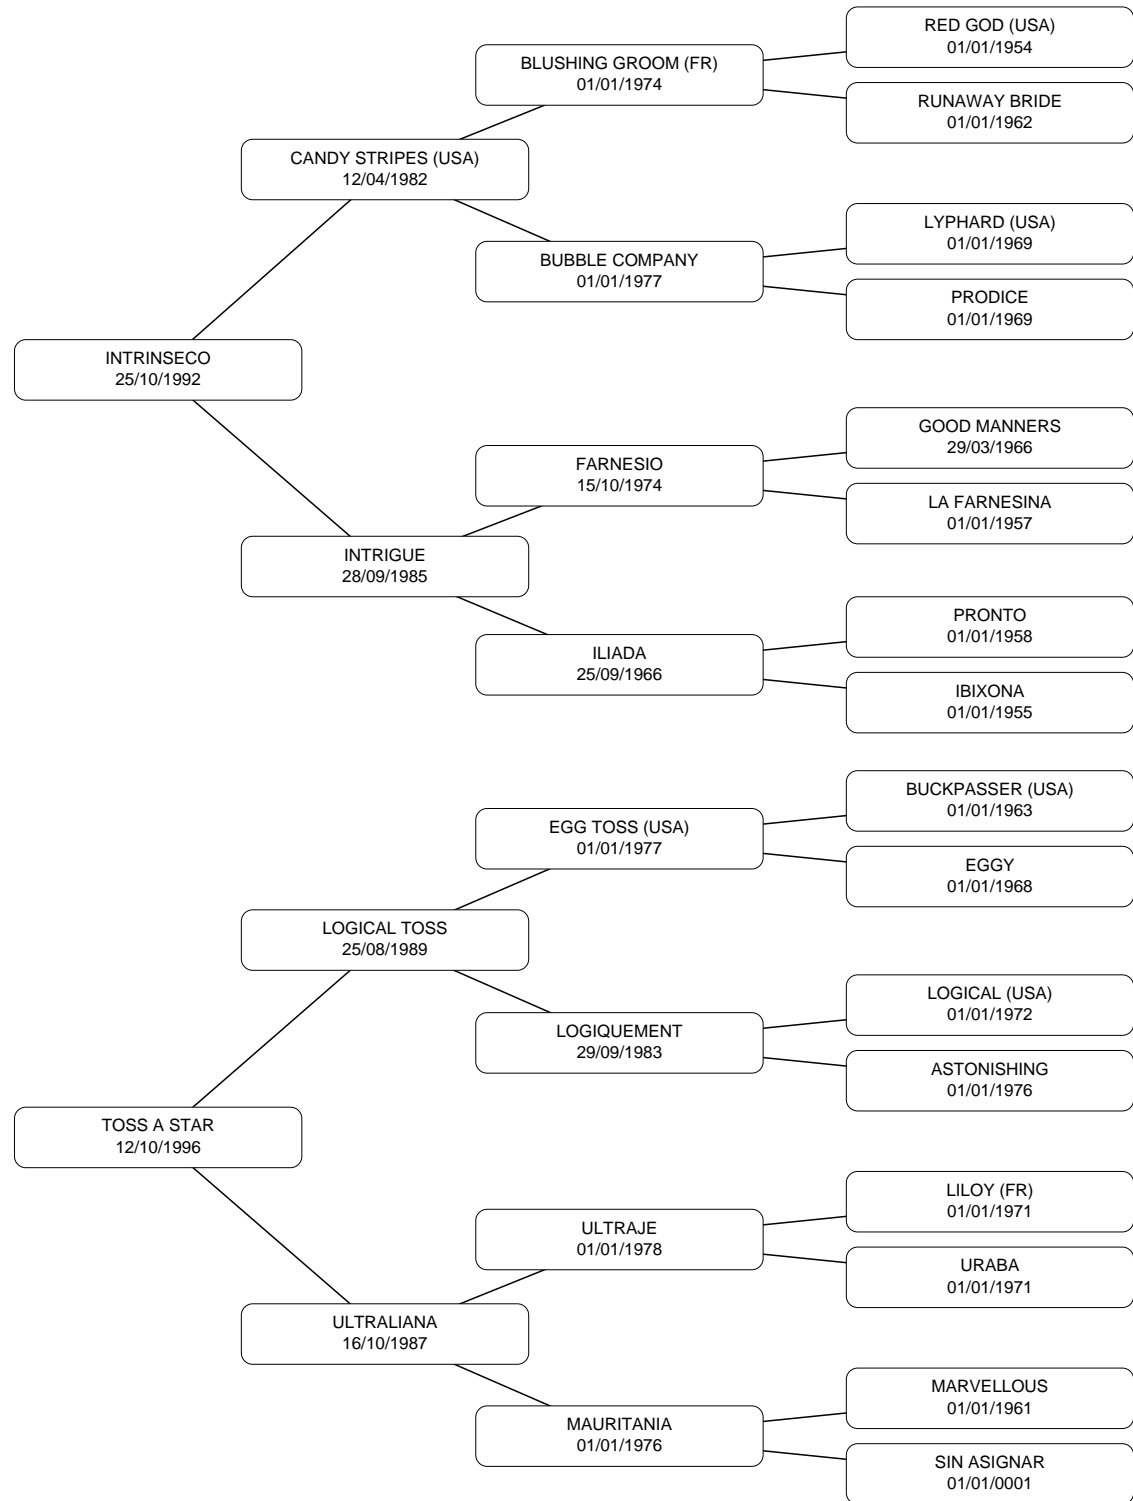 RED GOD (USA)
01/01/1954
BLUSHING GROOM (FR)
01/01/1974
RUNAWAY BRIDE
01/01/1962
CANDY STRIPES (USA)
12/04/1982
LYPHARD (USA)
01/01/1969
BUBBLE COMPANY
01/01/1977
PRODICE
01/01/1969
INTRINSECO
25/10/1992
GOOD MANNERS
29/03/1966
FARNESIO
15/10/1974
LA FARNESINA
01/01/1957
INTRIGUE
28/09/1985
PRONTO
01/01/1958
ILIADA
25/09/1966
IBIXONA
01/01/1955
BUCKPASSER (USA)
01/01/1963
EGG TOSS (USA)
01/01/1977
EGGY
01/01/1968
LOGICAL TOSS
25/08/1989
LOGICAL (USA)
01/01/1972
LOGIQUEMENT
29/09/1983
ASTONISHING
01/01/1976
TOSS A STAR
12/10/1996
LILOY (FR)
01/01/1971
ULTRAJE
01/01/1978
URABA
01/01/1971
ULTRALIANA
16/10/1987
MARVELLOUS
01/01/1961
MAURITANIA
01/01/1976
SIN ASIGNAR
01/01/0001